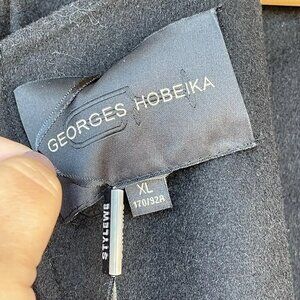 GEORGES HOBEIKA
XL
170/92A
STYLEWE